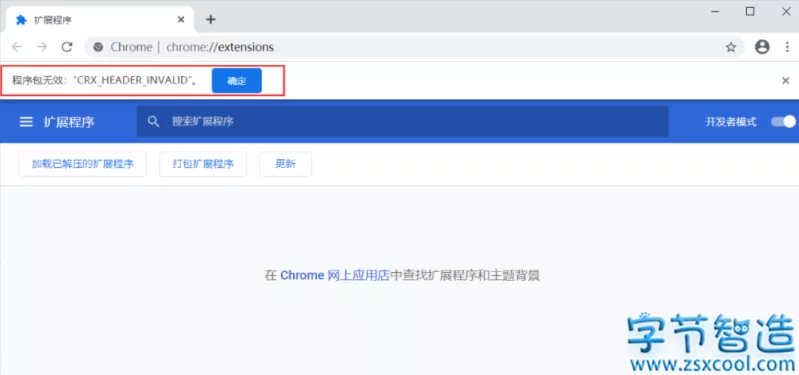 扩展程序
Chrome | chrome://extensions
程序包无效："CRX_HEADER_INVALID"。 确定
扩展程序 搜索扩展程序 开发者模式
加载已解压的扩展程序 打包扩展程序 更新
在 Chrome 网上应用店中查找扩展程序和主题背景
字节智造
www.zsxcool.com